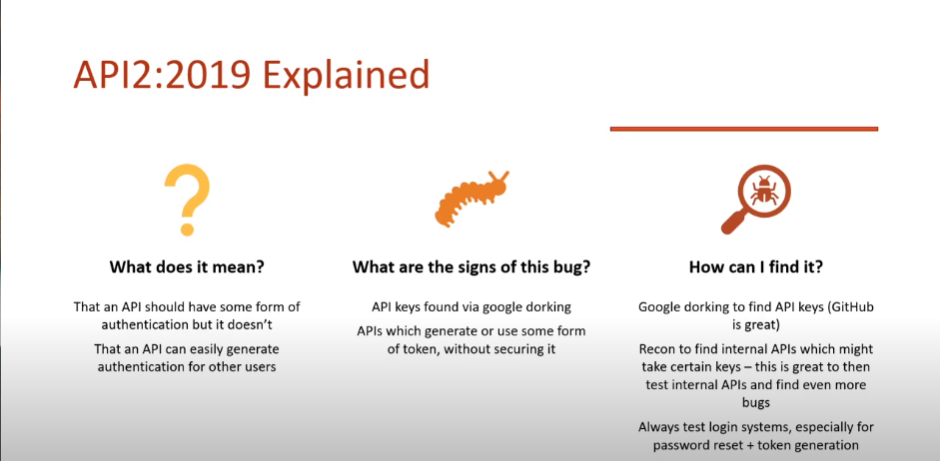 API2:2019 Explained
What does it mean?
That an API should have some form of
authentication but it doesn’t
That an API can easily generate
authentication for other users
What are the signs of this bug?
API keys found via google dorking
APIs which generate or use some form
of token, without securing it
How can I find it?
Google dorking to find API keys (GitHub
is great)
Recon to find internal APIs which might
take certain keys – this is great to then
test internal APIs and find even more
bugs
Always test login systems, especially for
password reset + token generation